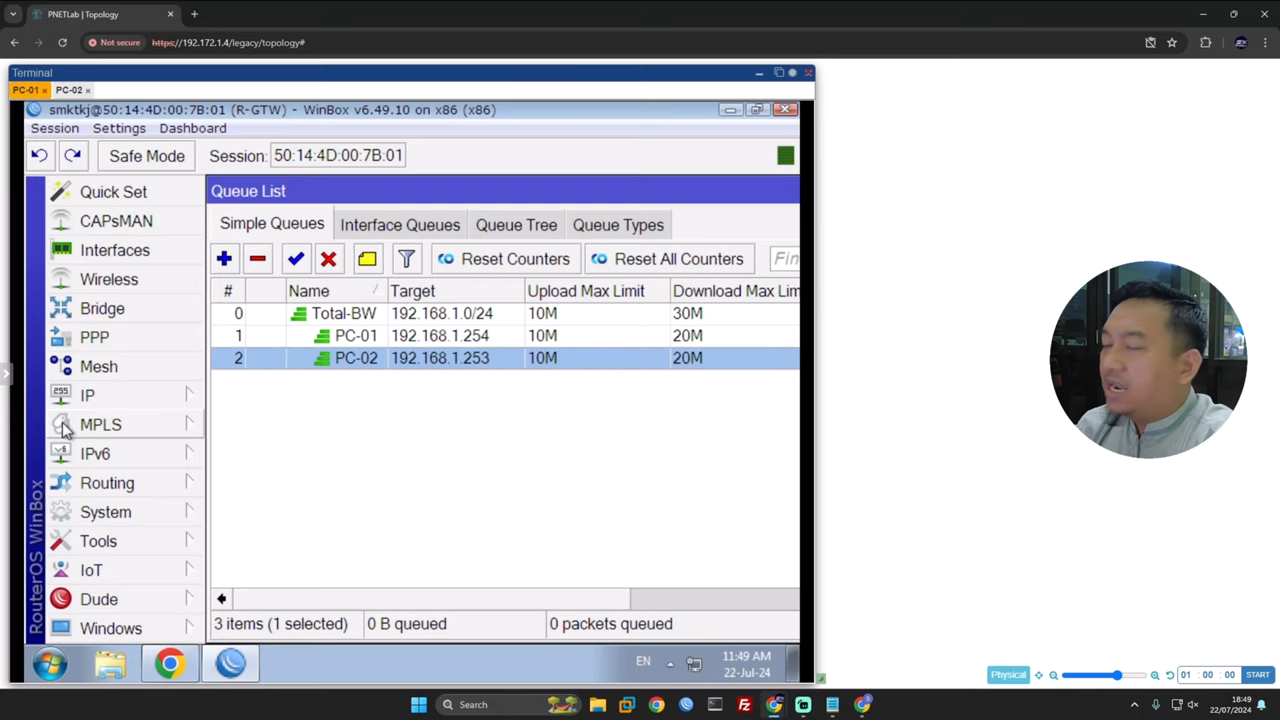 PNETLab | Topology
Not secure
https://192.172.1.4/legacy/topology#
Terminal
PC-01
PC-02
smktkj@50:14:4D:00:7B:01 (R-GTW) - WinBox v6.49.10 on x86 (x86)
Session Settings Dashboard
Safe Mode Session: 50:14:4D:00:7B:01
Quick Set
CAPsMAN
Interfaces
Wireless
Bridge
PPP
Mesh
255
IP
MPLS
v6
IPv6
Routing
System
Tools
IoT
Dude
Windows
RouterOS WinBox
Queue List
Simple Queues Interface Queues Queue Tree Queue Types
Reset Counters Reset All Counters Fin
# Name Target Upload Max Limit Download Max Lim
0 Total-BW 192.168.1.0/24 10M 30M
1 PC-01 192.168.1.254 10M 20M
2 PC-02 192.168.1.253 10M 20M
3 items (1 selected) 0 B queued 0 packets queued
EN
11:49 AM
22-Jul-24
Physical
01 : 00 : 00 START
Search
18:49
22/07/2024